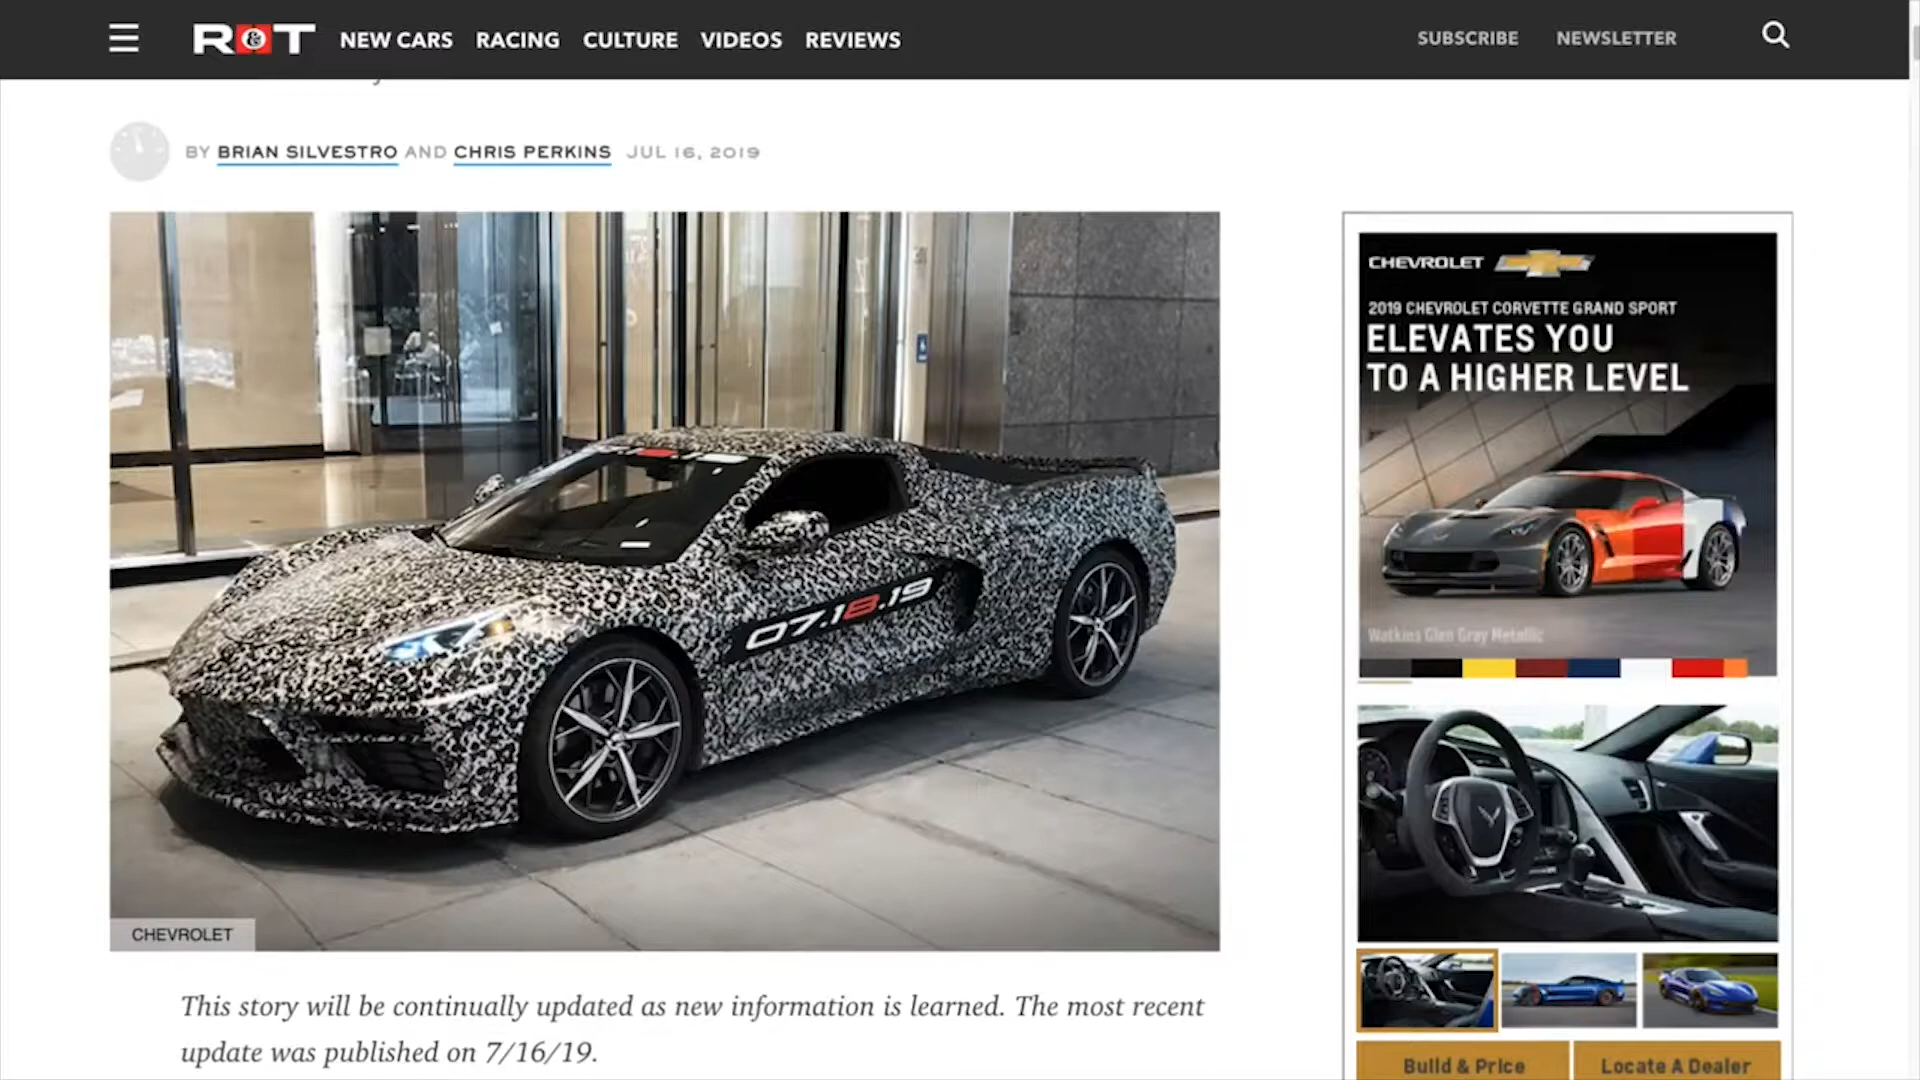 R&T NEW CARS RACING CULTURE VIDEOS REVIEWS SUBSCRIBE NEWSLETTER
BY BRIAN SILVESTRO AND CHRIS PERKINS JUL 16, 2019
07.18.19
CHEVROLET
This story will be continually updated as new information is learned. The most recent
update was published on 7/16/19.
CHEVROLET
2019 CHEVROLET CORVETTE GRAND SPORT
ELEVATES YOU
TO A HIGHER LEVEL
Watkins Glen Gray Metallic
Build & Price
Locate A Dealer